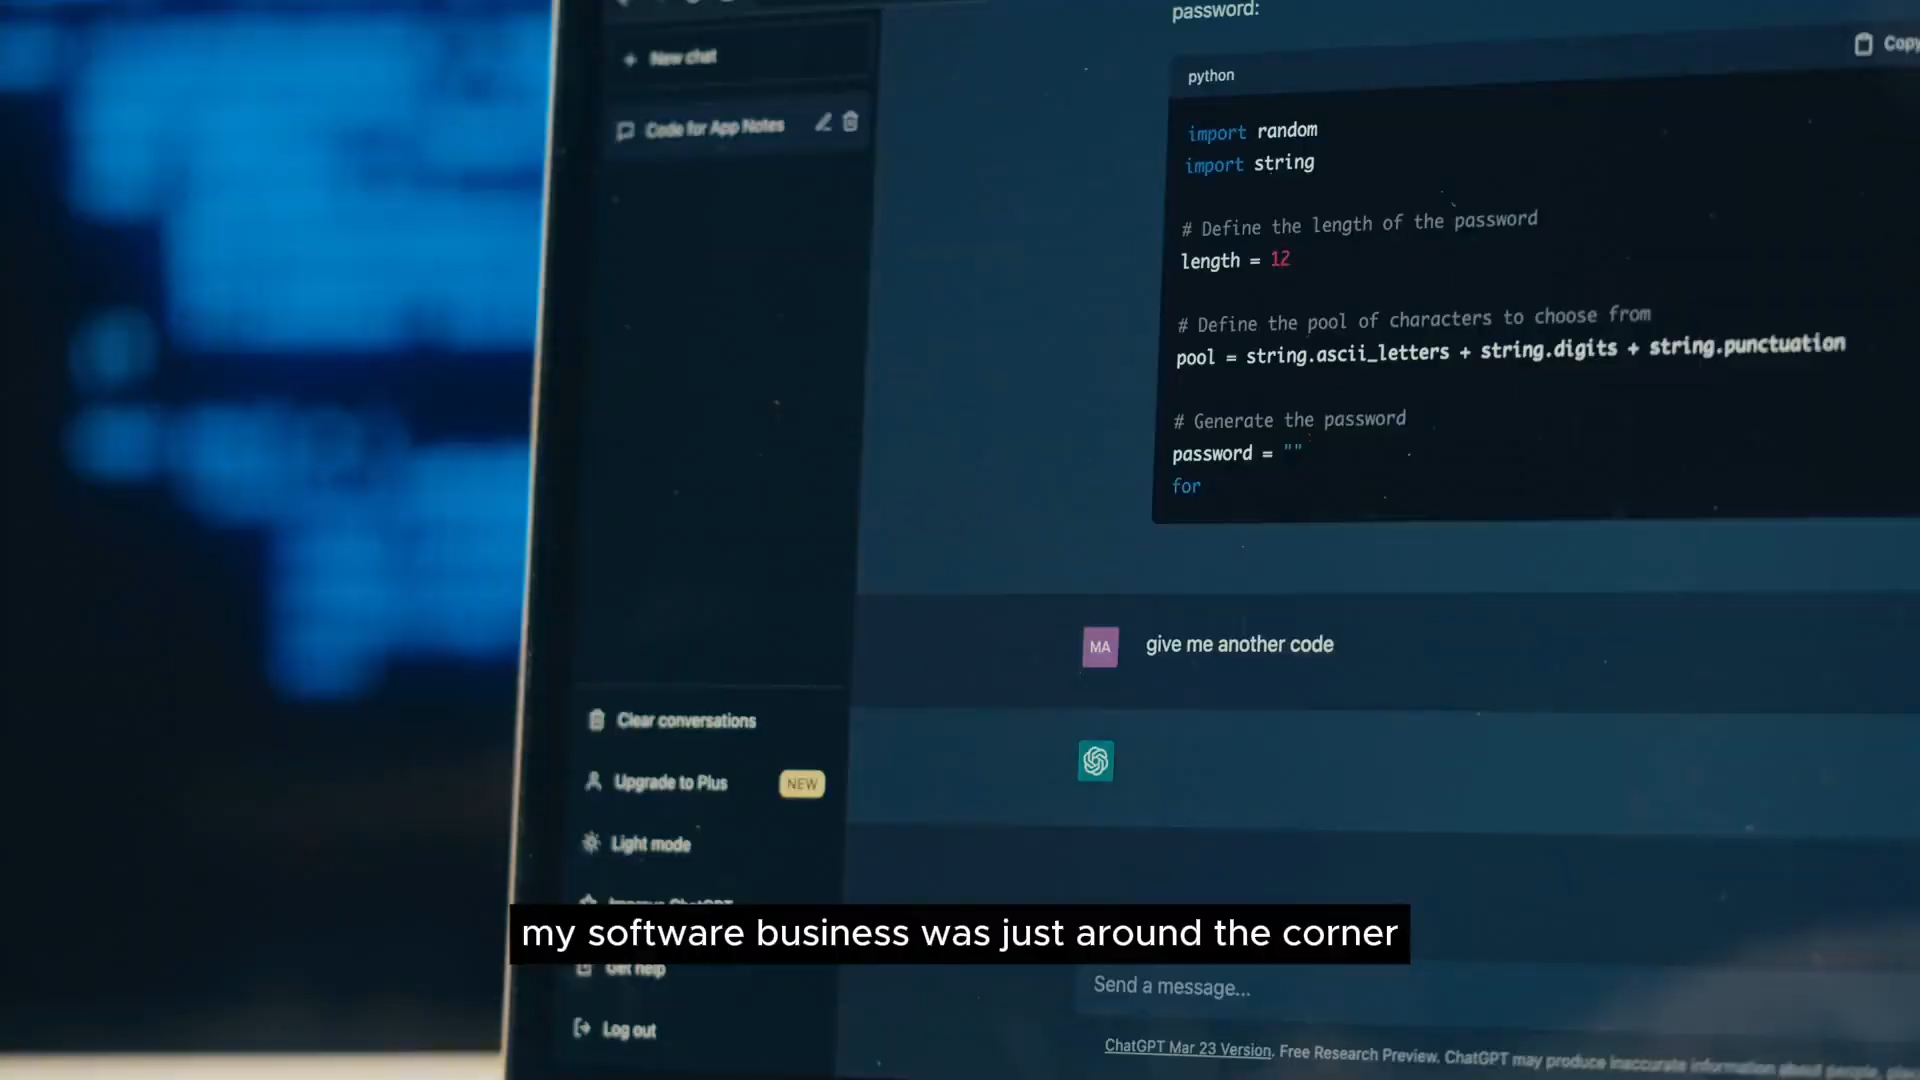 New chat
Code for App Notes
password:
python
Copy
import random
import string
# Define the length of the password
length = 12
# Define the pool of characters to choose from
pool = string.ascii_letters + string.digits + string.punctuation
# Generate the password
password = ""
for
MA
give me another code
Clear conversations
Upgrade to Plus
NEW
Light mode
my software business was just around the corner
Get help
Log out
Send a message...
ChatGPT Mar 23 Version. Free Research Preview. ChatGPT may produce inaccurate information about people,